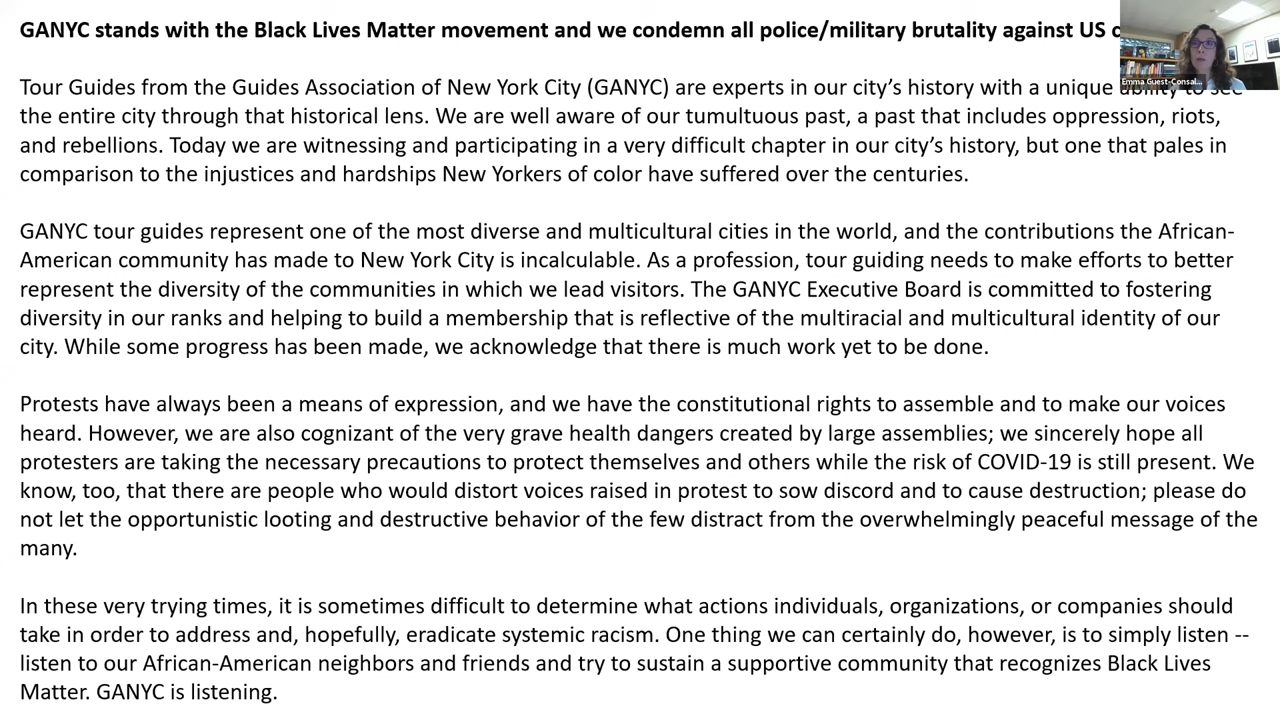 GANYC stands with the Black Lives Matter movement and we condemn all police/military brutality against US
Emma Guest-Consal...
Tour Guides from the Guides Association of New York City (GANYC) are experts in our city’s history with a unique ability to see
the entire city through that historical lens. We are well aware of our tumultuous past, a past that includes oppression, riots,
and rebellions. Today we are witnessing and participating in a very difficult chapter in our city’s history, but one that pales in
comparison to the injustices and hardships New Yorkers of color have suffered over the centuries.
GANYC tour guides represent one of the most diverse and multicultural cities in the world, and the contributions the African-
American community has made to New York City is incalculable. As a profession, tour guiding needs to make efforts to better
represent the diversity of the communities in which we lead visitors. The GANYC Executive Board is committed to fostering
diversity in our ranks and helping to build a membership that is reflective of the multiracial and multicultural identity of our
city. While some progress has been made, we acknowledge that there is much work yet to be done.
Protests have always been a means of expression, and we have the constitutional rights to assemble and to make our voices
heard. However, we are also cognizant of the very grave health dangers created by large assemblies; we sincerely hope all
protesters are taking the necessary precautions to protect themselves and others while the risk of COVID-19 is still present. We
know, too, that there are people who would distort voices raised in protest to sow discord and to cause destruction; please do
not let the opportunistic looting and destructive behavior of the few distract from the overwhelmingly peaceful message of the
many.
In these very trying times, it is sometimes difficult to determine what actions individuals, organizations, or companies should
take in order to address and, hopefully, eradicate systemic racism. One thing we can certainly do, however, is to simply listen --
listen to our African-American neighbors and friends and try to sustain a supportive community that recognizes Black Lives
Matter. GANYC is listening.